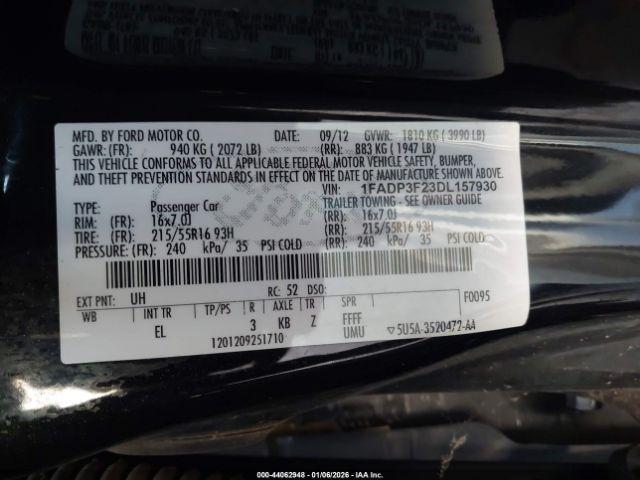 MFD. BY FORD MOTOR CO. DATE: 09/12 GVWR: 1810 KG ( 3990 LB)
GAWR: (FR): 940 KG ( 2072 LB) (RR): 883 KG ( 1947 LB)
THIS VEHICLE CONFORMS TO ALL APPLICABLE FEDERAL MOTOR VEHICLE SAFETY, BUMPER,
AND THEFT PREVENTION STANDARDS IN EFFECT ON THE DATE OF MANUFACTURE SHOWN ABOVE.
VIN: 1FADP3F23DL157930
TYPE: Passenger Car TRAILER TOWING - SEE OWNER GUIDE
RIM: (FR): 16x7.0J (RR): 16x7.0J
TIRE: (FR): 215/55R16 93H (RR): 215/55R16 93H
PRESSURE: (FR): 240 kPa/ 35 PSI COLD (RR): 240 kPa/ 35 PSI COLD
EXT PNT: UH RC: 52 DSO: F0095
WB INT TR TP/PS R AXLE TR SPR
EL 3 KB Z FFFF
1201209251710 UMU ▽5U5A-3520472-AA
000-44062948 - 01/06/2026 - IAA Inc.